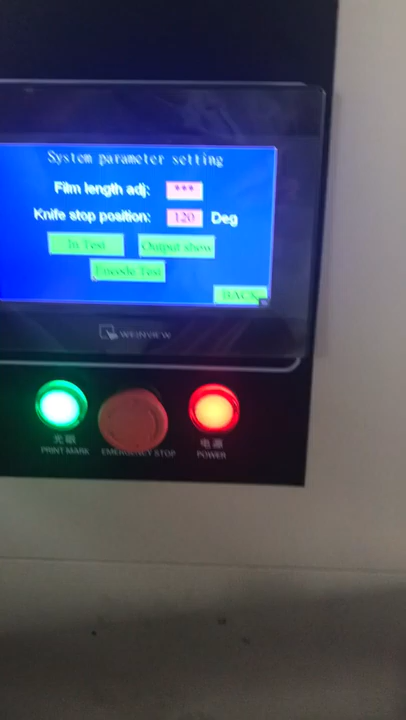 System parameter setting
Film length adj: ***
Knife stop position: 120 Deg
In Test Output show
Encode Test
BACK
WEINVIEW
光眼 电源
PRINT MARK EMERGENCY STOP POWER